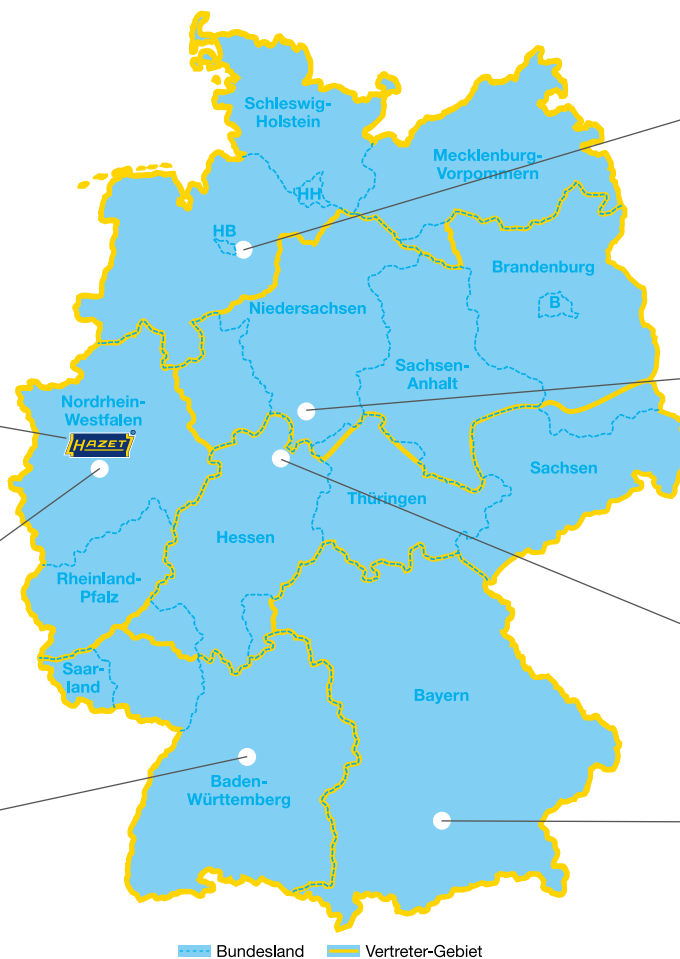 Schleswig-
Holstein
Mecklenburg-
Vorpommern
HH
HB
Brandenburg
B
Niedersachsen
Sachsen-
Anhalt
Nordrhein-
Westfalen
HAZET
Sachsen
Thüringen
Hessen
Rheinland-
Pfalz
Saar-
land
Bayern
Baden-
Württemberg
Bundesland
Vertreter-Gebiet